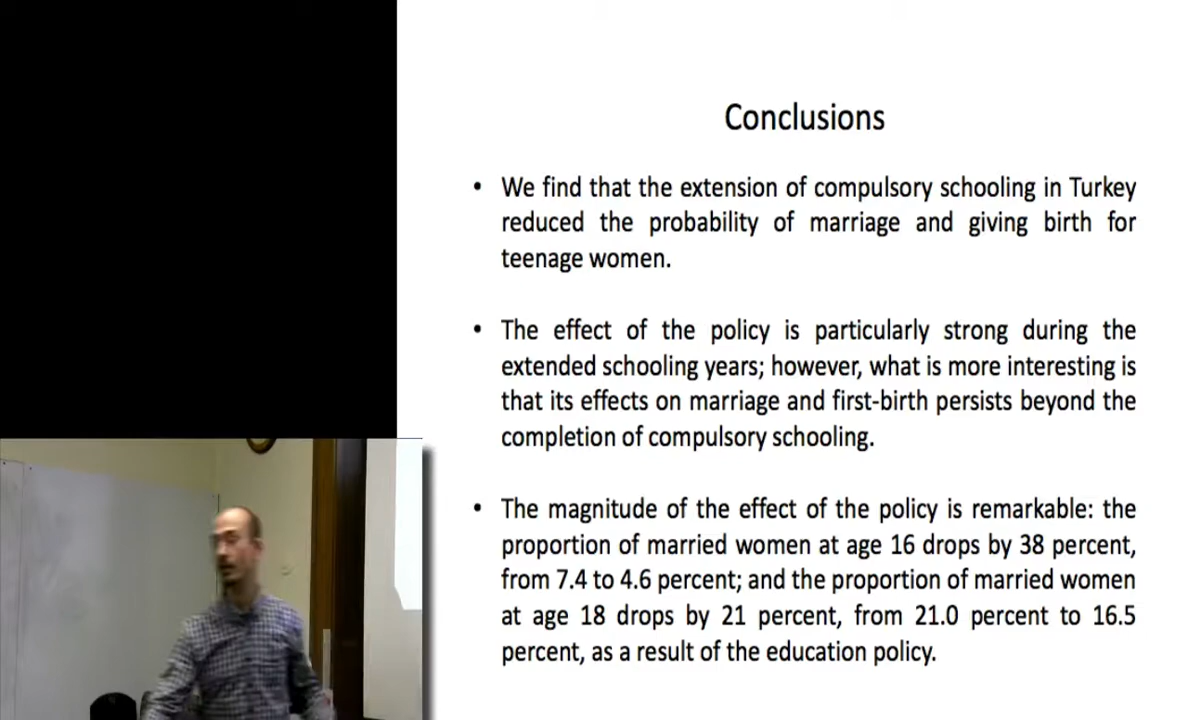 Conclusions
• We find that the extension of compulsory schooling in Turkey
reduced the probability of marriage and giving birth for
teenage women.
• The effect of the policy is particularly strong during the
extended schooling years; however, what is more interesting is
that its effects on marriage and first-birth persists beyond the
completion of compulsory schooling.
• The magnitude of the effect of the policy is remarkable: the
proportion of married women at age 16 drops by 38 percent,
from 7.4 to 4.6 percent; and the proportion of married women
at age 18 drops by 21 percent, from 21.0 percent to 16.5
percent, as a result of the education policy.